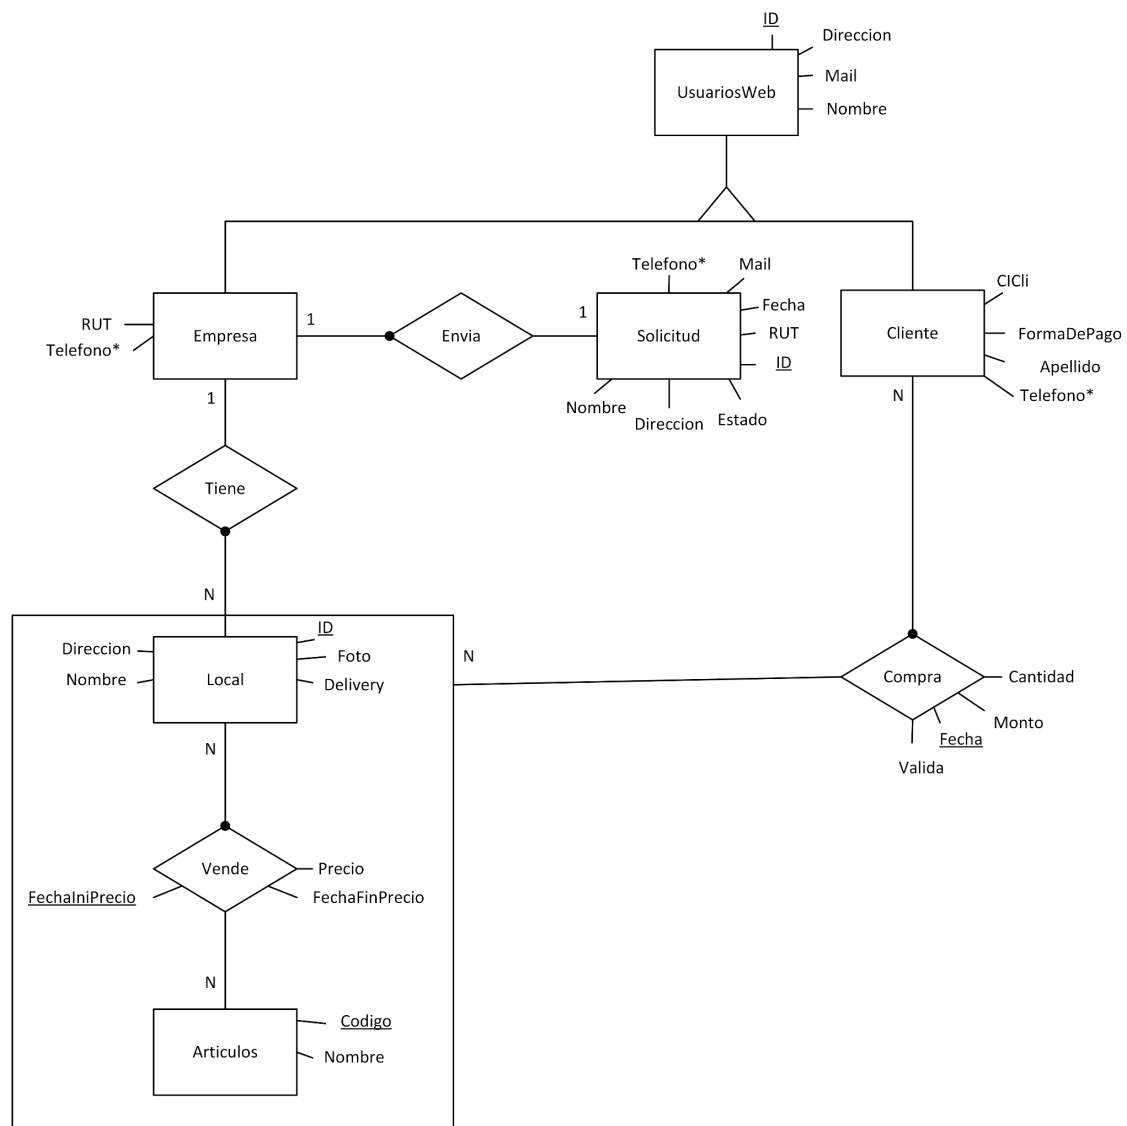 ID
Direccion
UsuariosWeb
Mail
Nombre
Telefono*
Mail
CICli
RUT
Telefono*
Empresa
1
Envia
1
Solicitud
Fecha
RUT
ID
Cliente
FormaDePago
Apellido
Telefono*
Nombre
Direccion
Estado
1
N
Tiene
N
ID
Direccion
Nombre
Local
Foto
Delivery
N
Compra
Cantidad
Monto
Fecha
Valida
N
Vende
Precio
FechaIniPrecio
FechaFinPrecio
N
Codigo
Articulos
Nombre